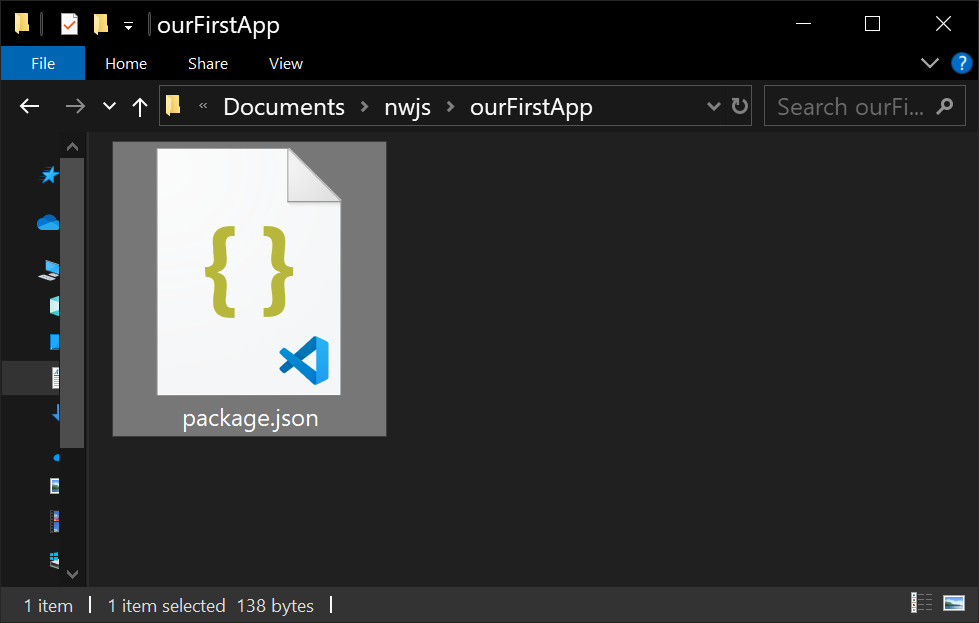 ourFirstApp
File Home Share View ?
« Documents > nwjs > ourFirstApp Search ourFi...
{ }
package.json
1 item 1 item selected 138 bytes